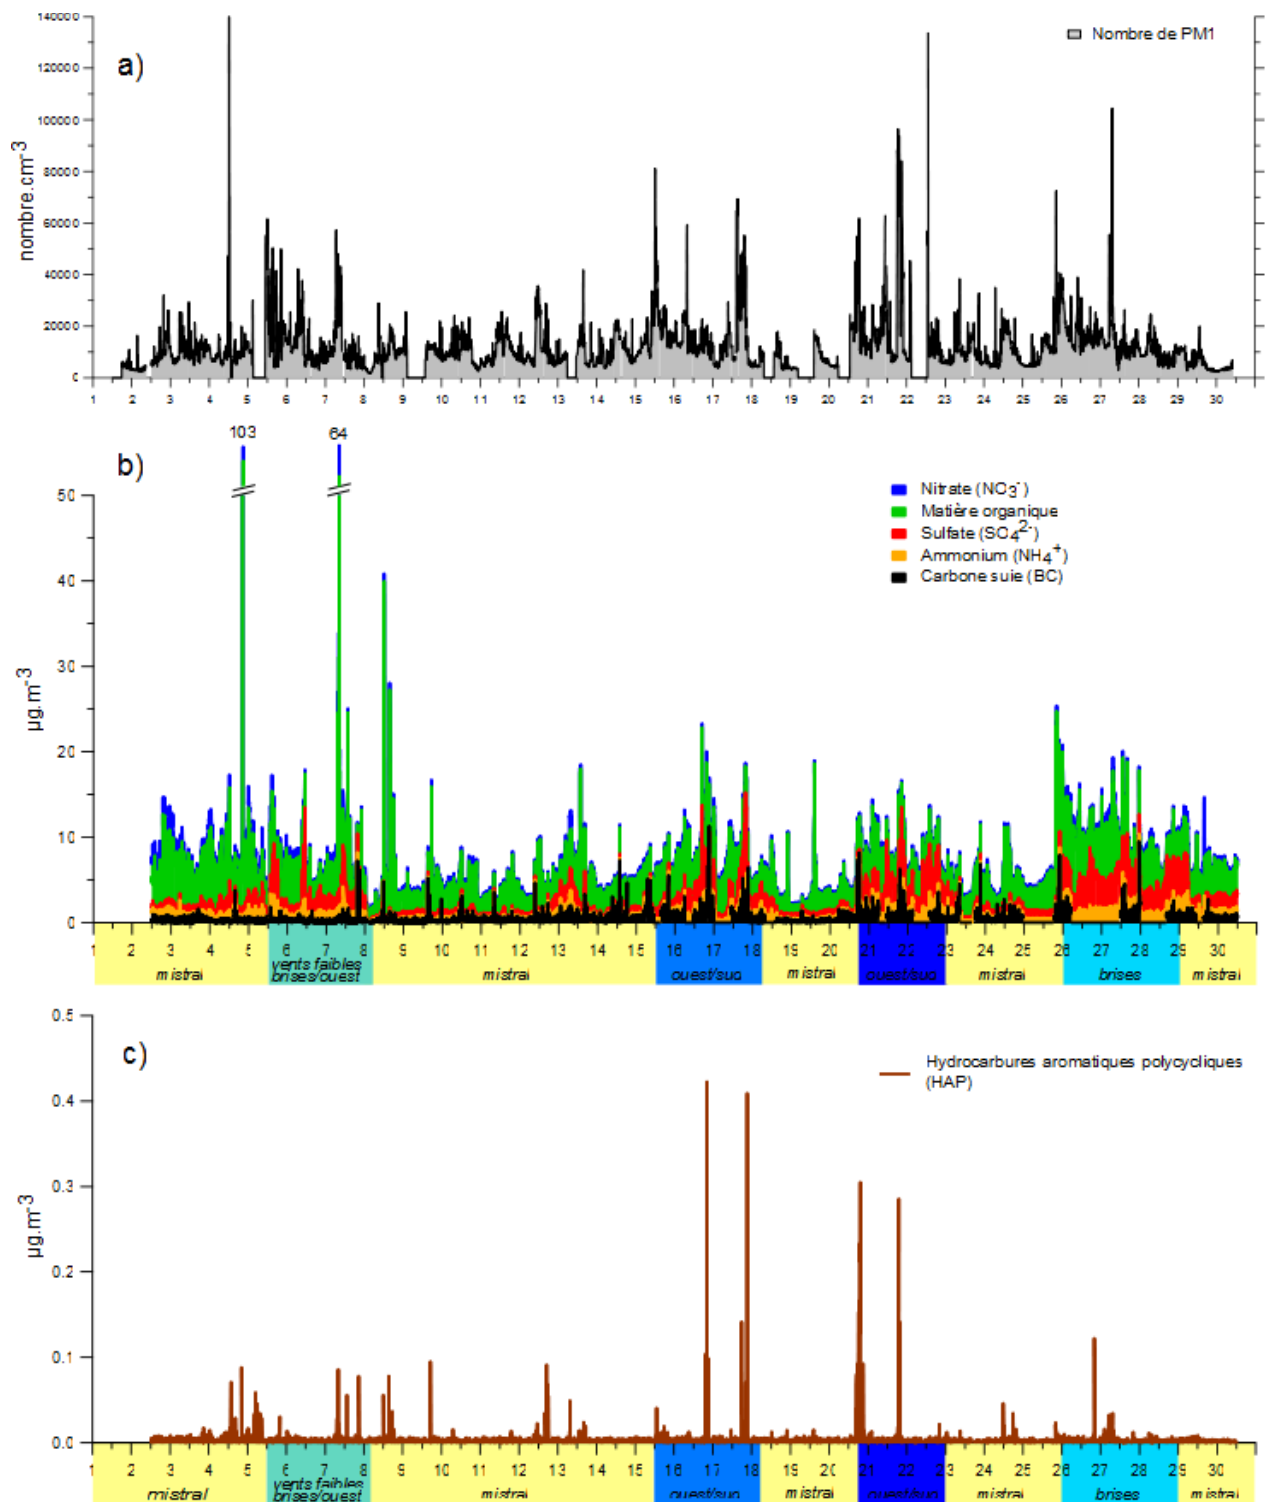 140000
120000
100000
80000
60000
40000
20000
0
nombre.cm-3
a)
Nombre de PM1
1 2 3 4 5 6 7 8 9 10 11 12 13 14 15 16 17 18 19 20 21 22 23 24 25 26 27 28 29 30
103 64
b)
50
40
30
20
10
0
µg.m-3
Nitrate (NO3-)
Matière organique
Sulfate (SO42-)
Ammonium (NH4+)
Carbone suie (BC)
1 2 3 4 5 6 7 8 9 10 11 12 13 14 15 16 17 18 19 20 21 22 23 24 25 26 27 28 29 30
mistral vents faibles brises/ouest mistral ouest/sud mistral ouest/sud mistral brises mistral
0.5
0.4
0.3
0.2
0.1
0.0
µg.m-3
c)
Hydrocarbures aromatiques polycycliques
(HAP)
1 2 3 4 5 6 7 8 9 10 11 12 13 14 15 16 17 18 19 20 21 22 23 24 25 26 27 28 29 30
mistral vents faibles brises/ouest mistral ouest/sud mistral ouest/sud mistral brises mistral